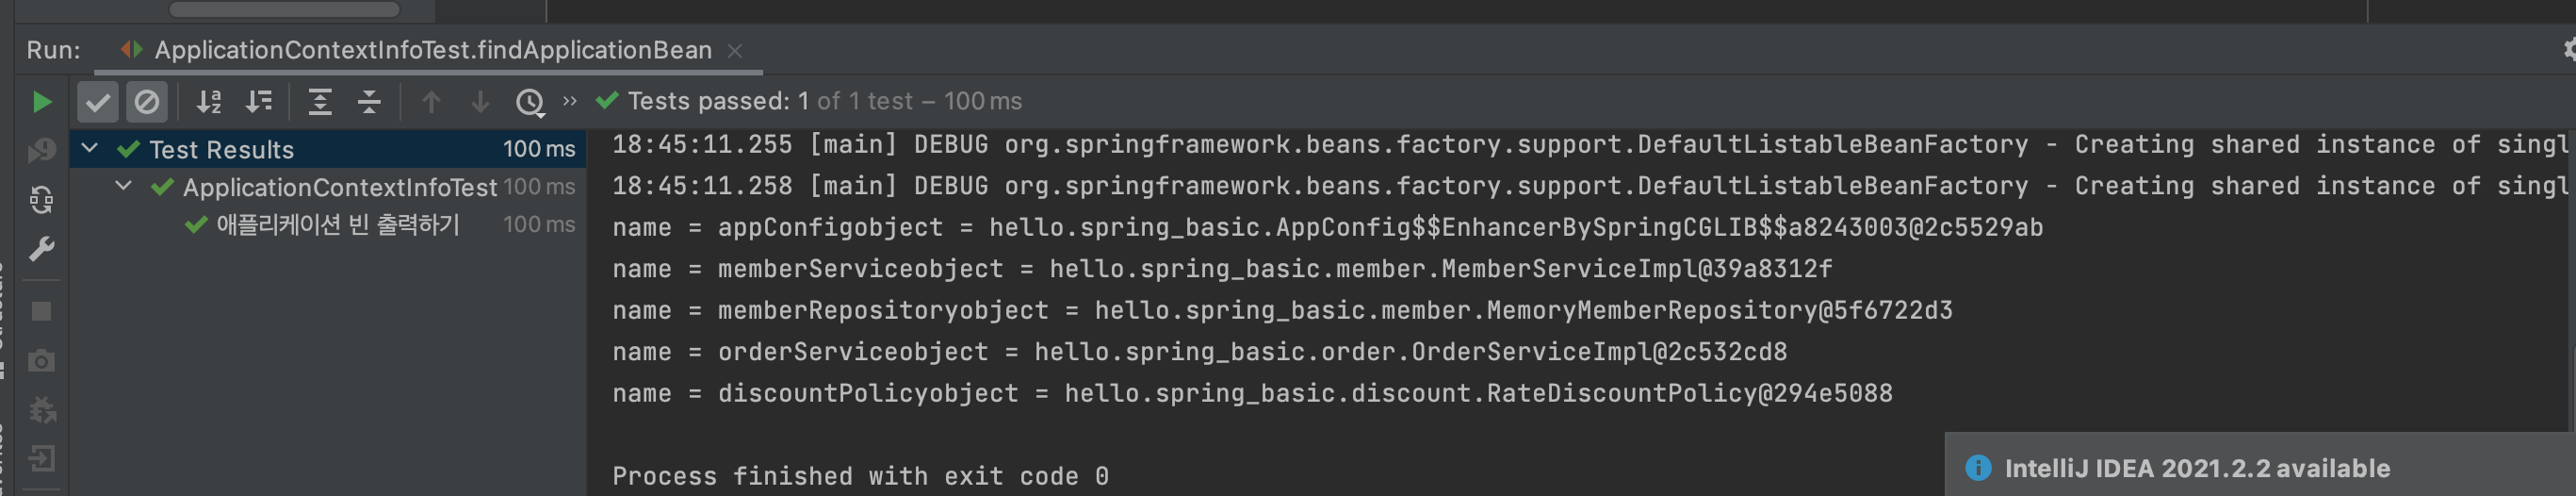 Run: ApplicationContextInfoTest.findApplicationBean
Tests passed: 1 of 1 test – 100 ms
Test Results 100 ms
ApplicationContextInfoTest 100 ms
애플리케이션 빈 출력하기 100 ms
18:45:11.255 [main] DEBUG org.springframework.beans.factory.support.DefaultListableBeanFactory - Creating shared instance of singl
18:45:11.258 [main] DEBUG org.springframework.beans.factory.support.DefaultListableBeanFactory - Creating shared instance of singl
name = appConfigobject = hello.spring_basic.AppConfig$$EnhancerBySpringCGLIB$$a8243003@2c5529ab
name = memberServiceobject = hello.spring_basic.member.MemberServiceImpl@39a8312f
name = memberRepositoryobject = hello.spring_basic.member.MemoryMemberRepository@5f6722d3
name = orderServiceobject = hello.spring_basic.order.OrderServiceImpl@2c532cd8
name = discountPolicyobject = hello.spring_basic.discount.RateDiscountPolicy@294e5088
Process finished with exit code 0
IntelliJ IDEA 2021.2.2 available